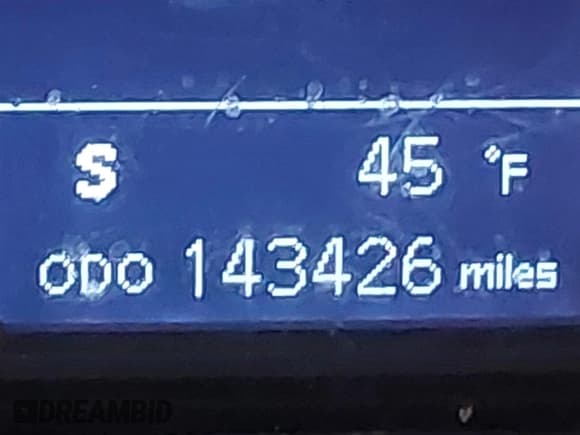 S 45 °F
ODO 143426 miles
DREAMBID